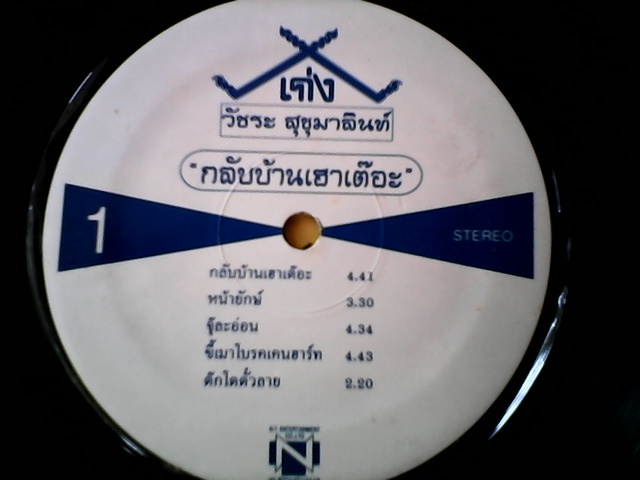 เก่ง
วัชระ สุขุมาลินท์
"กลับบ้านเฮาเต๊อะ"
1
STEREO
กลับบ้านเฮาเต๊อะ 4.41
หน้ายักษ์ 3.30
จู๊ละอ่อน 4.34
ขี้เมาโบรคเคนฮาร์ท 4.43
ตั๊กโตตั๋วลาย 2.20
ENTERTAINMENT
N